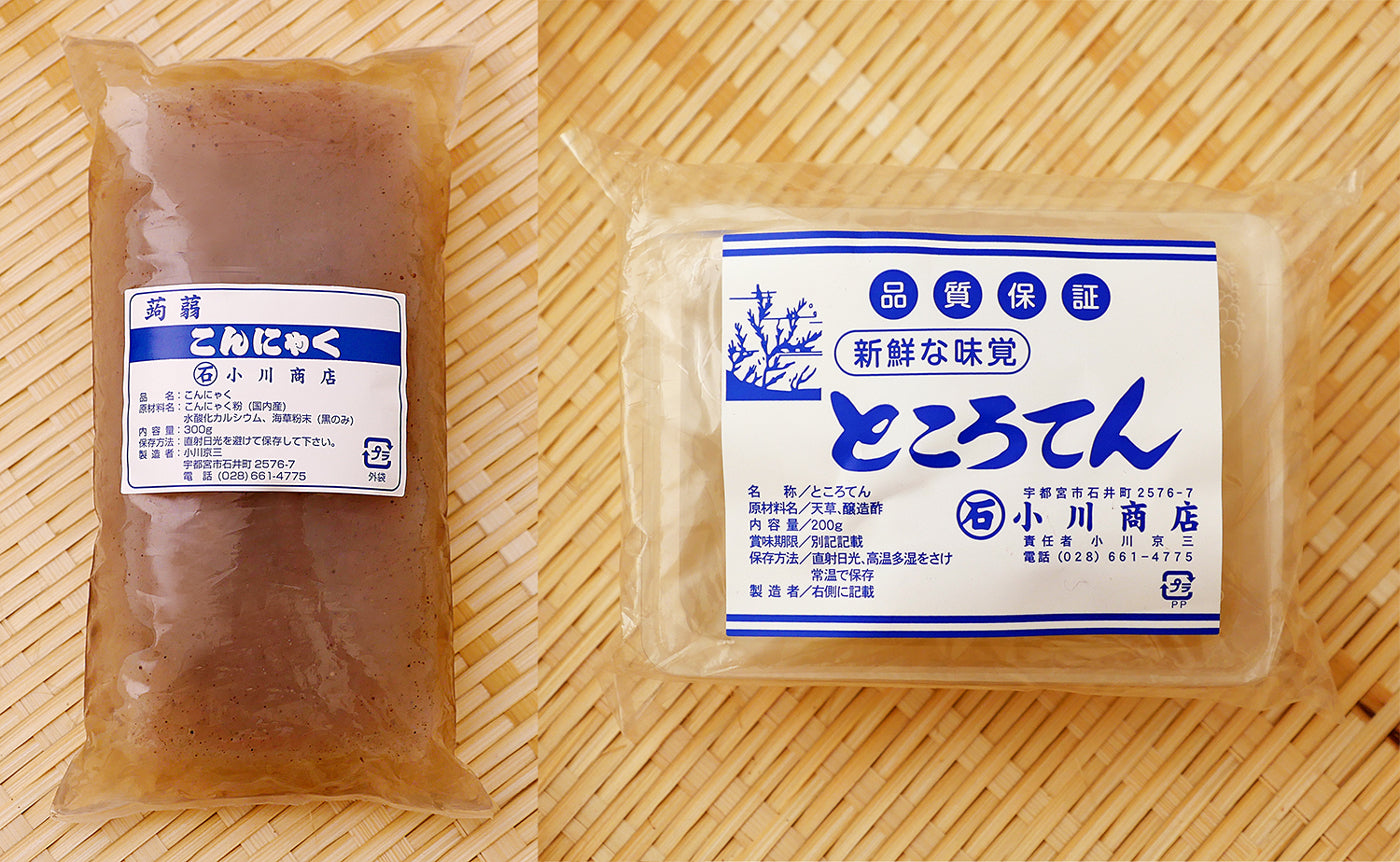 蒟蒻
こんにゃく
石 小川商店
品名：こんにゃく
原材料名：こんにゃく粉（国内産）
水酸化カルシウム、海草粉末（黒のみ）
内容量：300g
保存方法：直射日光を避けて保存して下さい。
製造者：小川京三
宇都宮市石井町2576-7
電話（028）661-4775
プラ
外袋
品質保証
新鮮な味覚
ところてん
名称／ところてん
原材料名／天草、醸造酢
内容量／200g
賞味期限／別記記載
保存方法／直射日光、高温多湿をさけ
常温で保存
製造者／右側に記載
宇都宮市石井町2576-7
石 小川商店
責任者 小川京三
電話（028）661-4775
プラ
PP